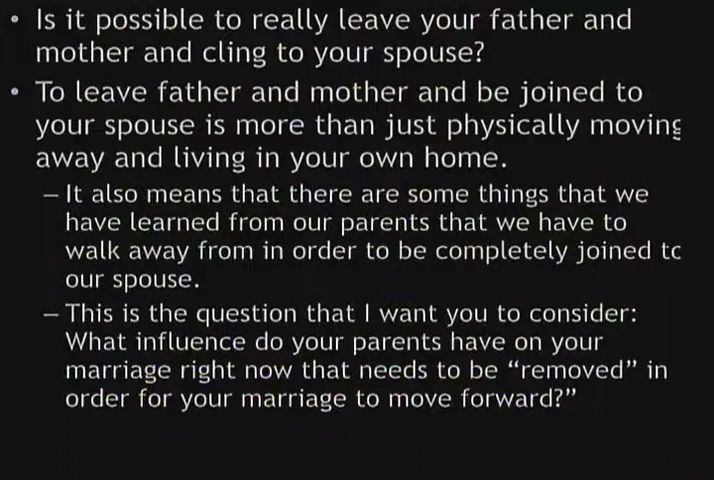 • Is it possible to really leave your father and
mother and cling to your spouse?
• To leave father and mother and be joined to
your spouse is more than just physically moving
away and living in your own home.
– It also means that there are some things that we
have learned from our parents that we have to
walk away from in order to be completely joined to
our spouse.
– This is the question that I want you to consider:
What influence do your parents have on your
marriage right now that needs to be “removed” in
order for your marriage to move forward?”